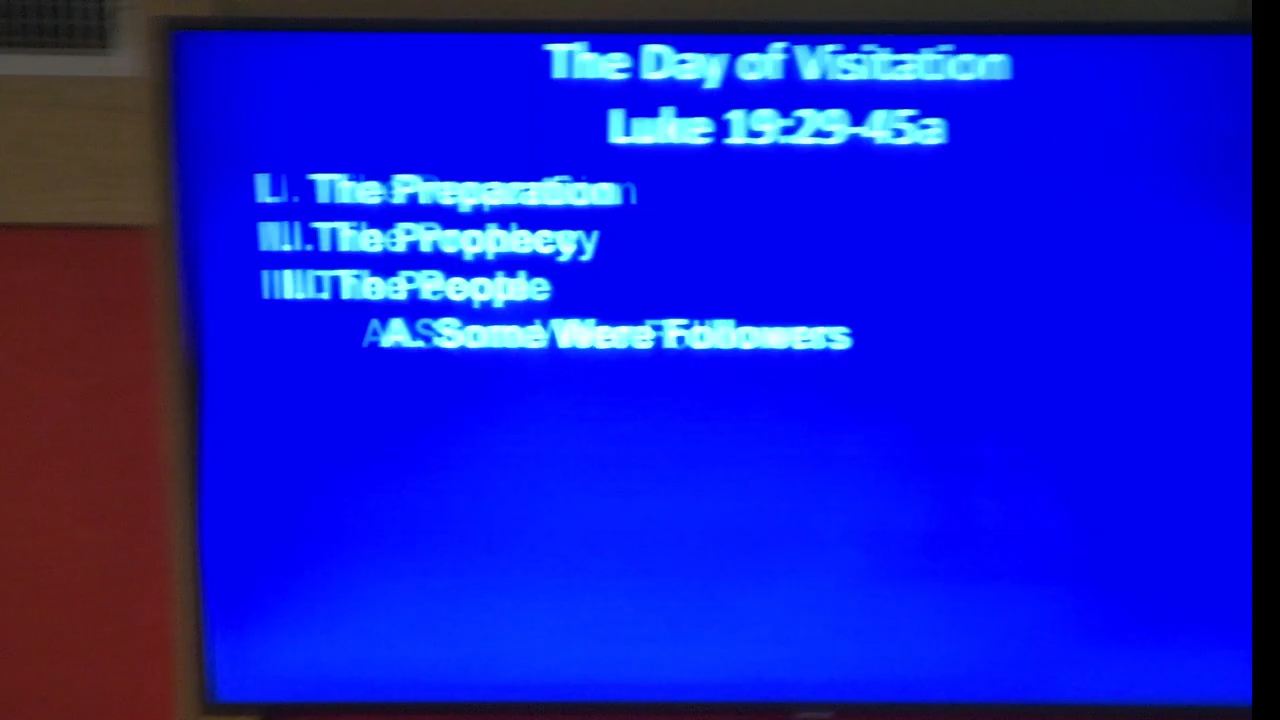 The Day of Visitation
Luke 19:29-45a
I. The Preparation
II. The Prophecy
III. The People
A. Some Were Followers